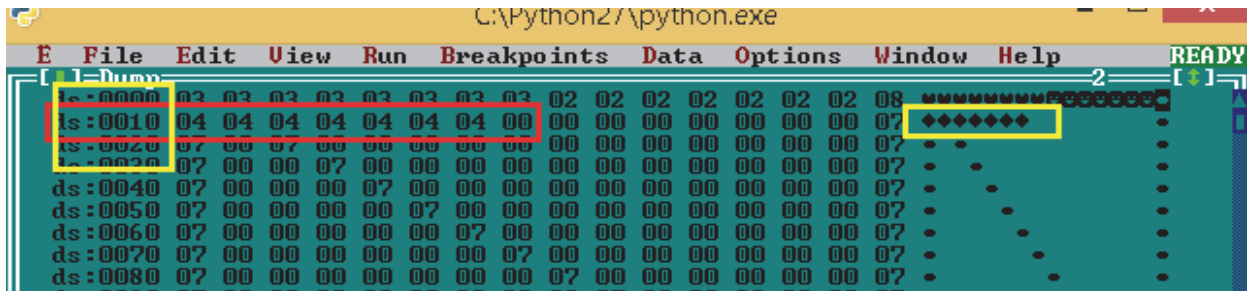 C:\Python27\python.exe
E File Edit View Run Breakpoints Data Options Window Help READY
[■]=Dump 2 [↕]
ds:0000 03 03 03 03 03 03 03 03 02 02 02 02 02 02 02 08 ♥♥♥♥♥♥♥♥☻☻☻☻☻☻☻◘
ds:0010 04 04 04 04 04 04 04 00 00 00 00 00 00 00 00 07 ♦♦♦♦♦♦♦ •
ds:0020 07 00 07 00 00 00 00 00 00 00 00 00 00 00 00 07 • • •
ds:0030 07 00 00 07 00 00 00 00 00 00 00 00 00 00 00 07 • • •
ds:0040 07 00 00 00 07 00 00 00 00 00 00 00 00 00 00 07 • • •
ds:0050 07 00 00 00 00 07 00 00 00 00 00 00 00 00 00 07 • • •
ds:0060 07 00 00 00 00 00 07 00 00 00 00 00 00 00 00 07 • • •
ds:0070 07 00 00 00 00 00 00 07 00 00 00 00 00 00 00 07 • • •
ds:0080 07 00 00 00 00 00 00 00 07 00 00 00 00 00 00 07 • • •